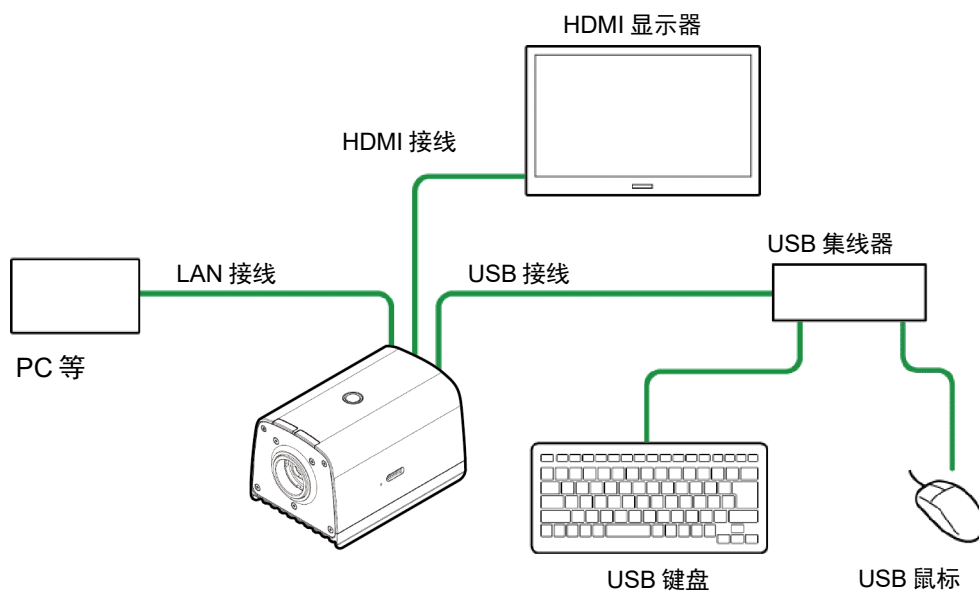 HDMI 显示器
HDMI 接线
USB 集线器
LAN 接线
USB 接线
PC 等
USB 键盘
USB 鼠标